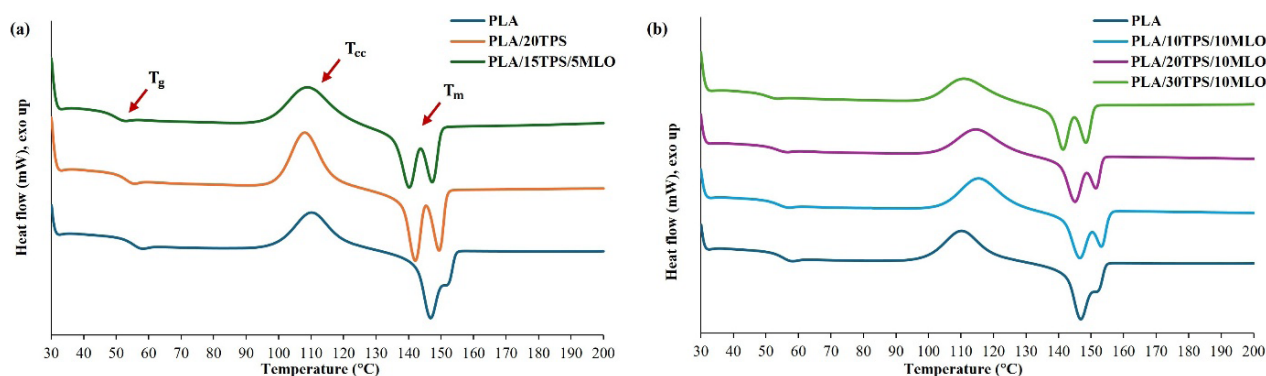 (a)
PLA
PLA/20TPS
PLA/15TPS/5MLO
Tg
Tcc
Tm
Heat flow (mW), exo up
30 40 50 60 70 80 90 100 110 120 130 140 150 160 170 180 190 200
Temperature (°C)
(b)
PLA
PLA/10TPS/10MLO
PLA/20TPS/10MLO
PLA/30TPS/10MLO
Heat flow (mW), exo up
30 40 50 60 70 80 90 100 110 120 130 140 150 160 170 180 190 200
Temperature (°C)